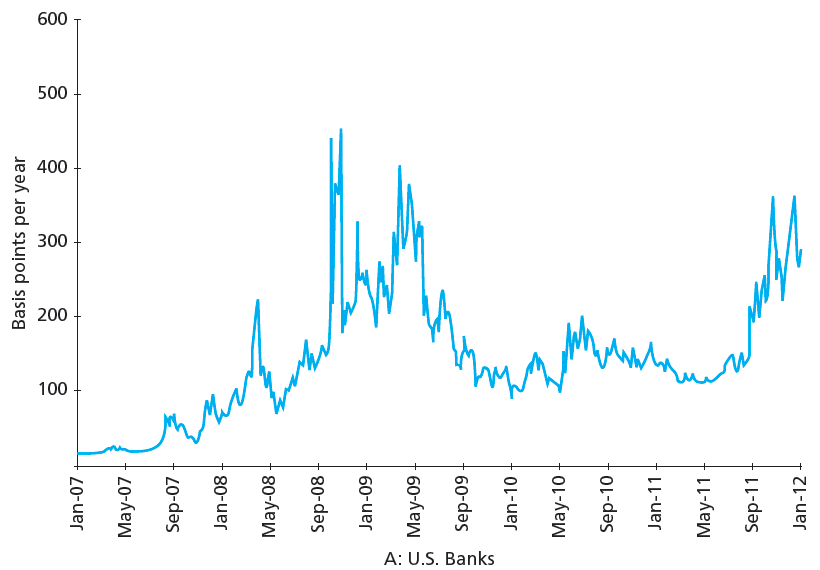 600
500
400
300
200
100
Basis points per year
Jan-07
May-07
Sep-07
Jan-08
May-08
Sep-08
Jan-09
May-09
Sep-09
Jan-10
May-10
Sep-10
Jan-11
May-11
Sep-11
Jan-12
A: U.S. Banks